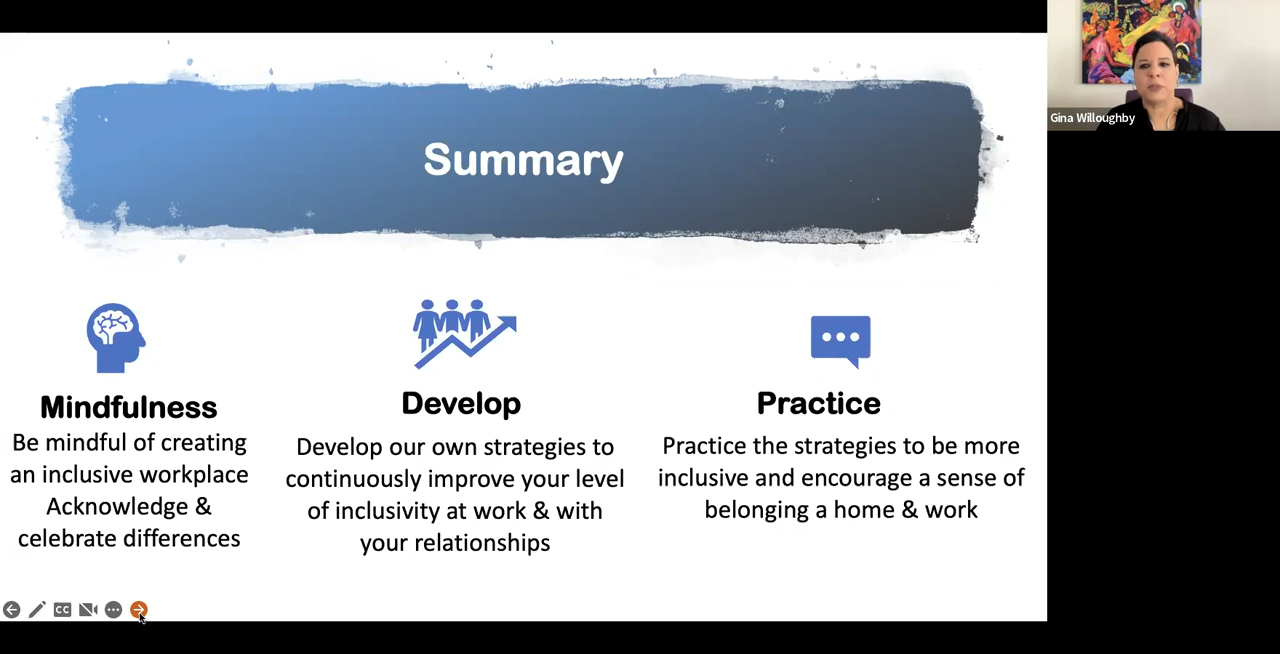 Summary
Mindfulness
Be mindful of creating
an inclusive workplace
Acknowledge &
celebrate differences
Develop
Develop our own strategies to
continuously improve your level
of inclusivity at work & with
your relationships
Practice
Practice the strategies to be more
inclusive and encourage a sense of
belonging a home & work
CC
Gina Willoughby